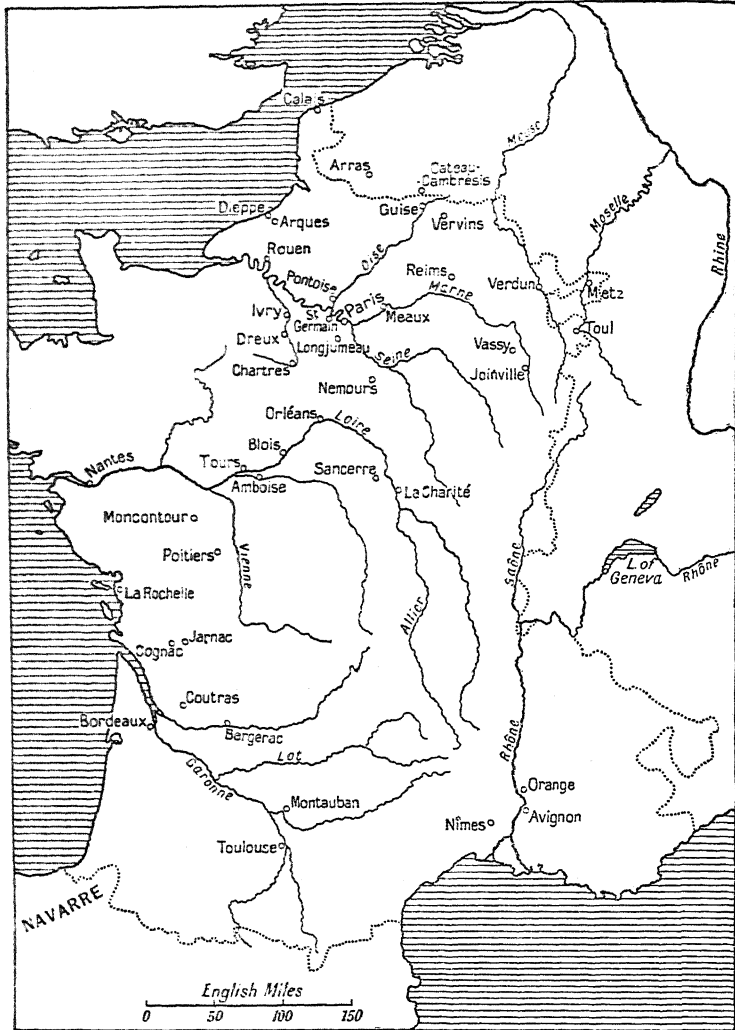 Calais
Meuse
Arras
Cateau-
Cambrésis
Moselle
Dieppe
Arques
Guise
Vervins
Rhine
Rouen
Oise
Reims
Pontoise
Marne
Verdun
Metz
Ivry
St
Germain
Paris
Meaux
Toul
Dreux
Longjumeau
Vassy
Chartres
Seine
Joinville
Nemours
Orléans
Loire
Blois
Nantes
Tours
Amboise
Sancerre
La Charité
Moncontour
Poitiers
Vienne
Saône
L. of
Geneva
Rhône
La Rochelle
Allier
Jarnac
Cognac
Coutras
Bordeaux
Bergerac
Rhône
Lot
Garonne
Orange
Montauban
Nîmes
Avignon
Toulouse
NAVARRE
English Miles
0 50 100 150